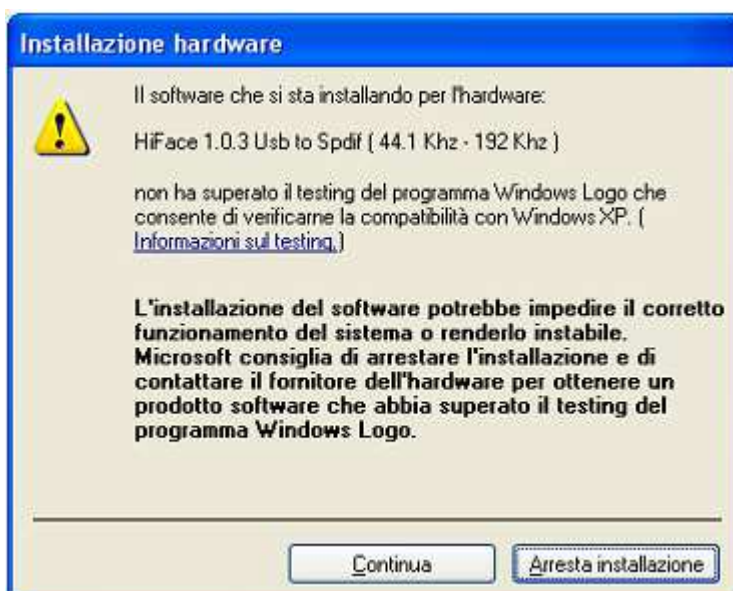 Installazione hardware
Il software che si sta installando per l'hardware:
HiFace 1.0.3 Usb to Spdif ( 44.1 Khz - 192 Khz )
non ha superato il testing del programma Windows Logo che
consente di verificarne la compatibilità con Windows XP. (
Informazioni sul testing.)
L'installazione del software potrebbe impedire il corretto
funzionamento del sistema o renderlo instabile.
Microsoft consiglia di arrestare l'installazione e di
contattare il fornitore dell'hardware per ottenere un
prodotto software che abbia superato il testing del
programma Windows Logo.
Continua
Arresta installazione